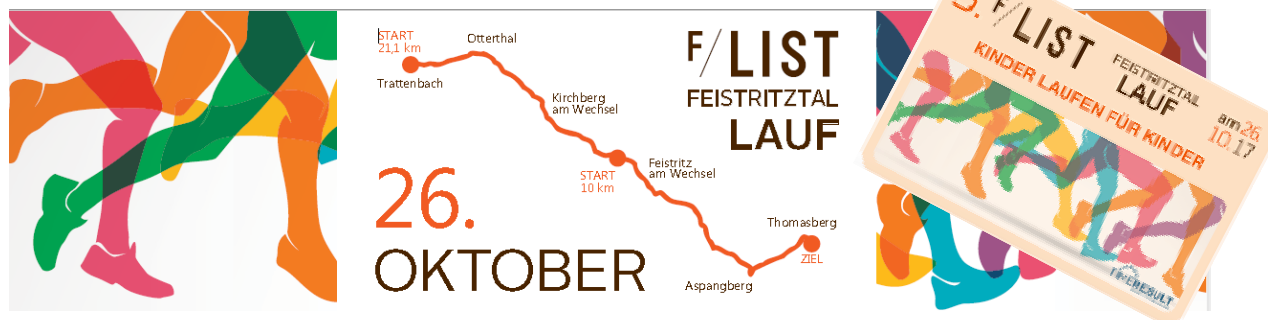 START
21,1 km
Trattenbach
Otterthal
Kirchberg
am Wechsel
START
10 km
Feistritz
am Wechsel
Thomasberg
ZIEL
Aspangberg
26.
OKTOBER
F/LIST
FEISTRITZTAL
LAUF
F/LIST
FEISTRITZTAL
LAUF
KINDER LAUFEN FÜR KINDER
am 26.
10.17